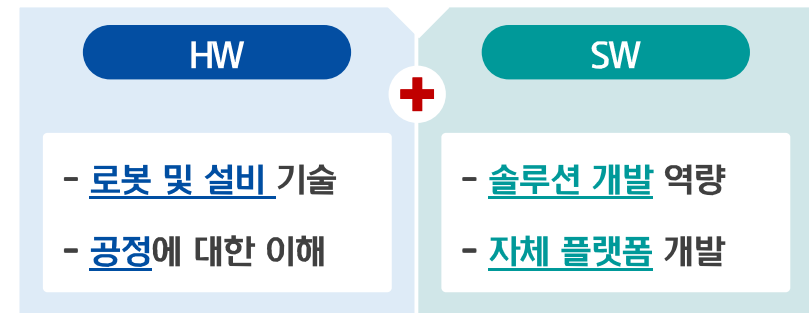 HW
- 로봇 및 설비 기술
- 공정에 대한 이해
SW
- 솔루션 개발 역량
- 자체 플랫폼 개발